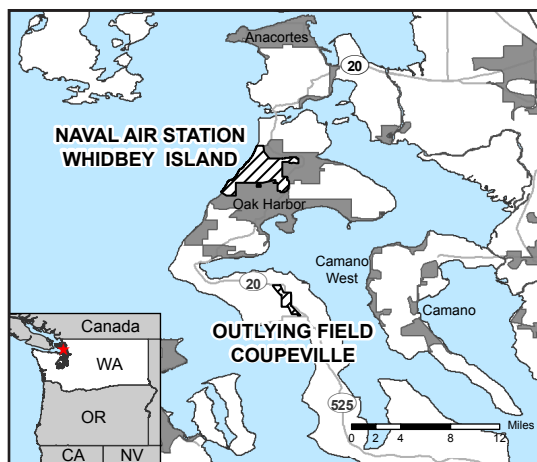 Anacortes
20
NAVAL AIR STATION
WHIDBEY ISLAND
Oak Harbor
Camano
West
20
Camano
OUTLYING FIELD
COUPEVILLE
Canada
WA
OR
CA NV
525
Miles
0 2 4 8 12